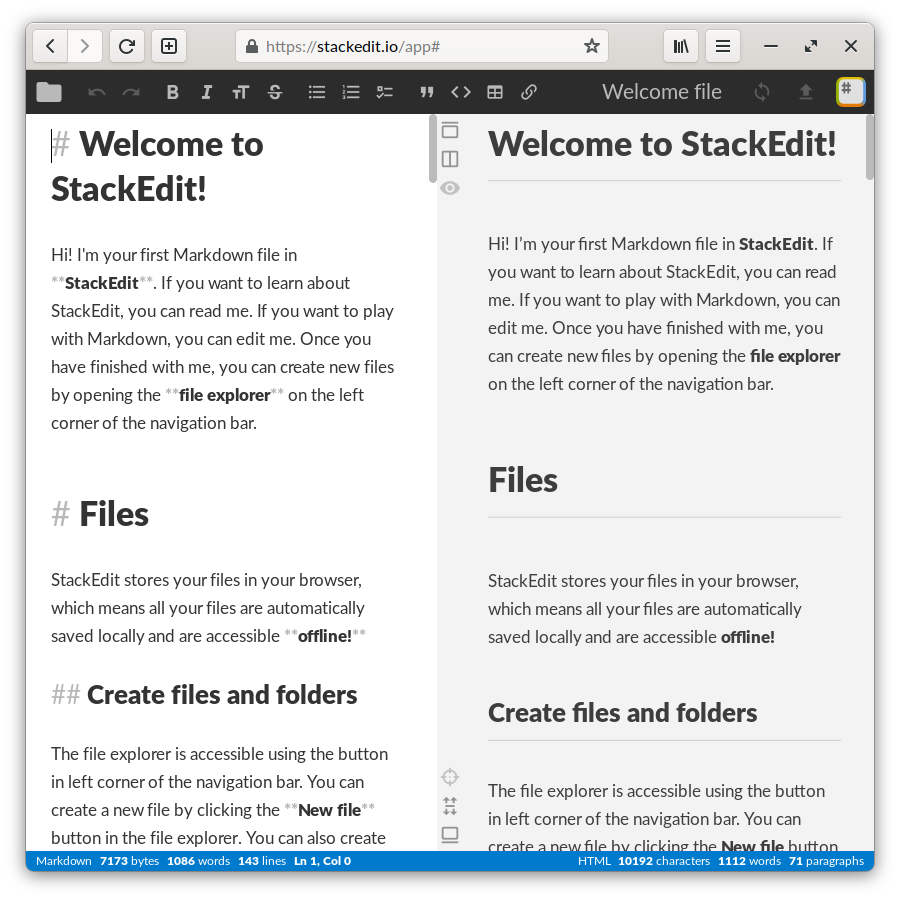 https://stackedit.io/app#
Welcome file
# Welcome to
StackEdit!
Hi! I'm your first Markdown file in
**StackEdit**. If you want to learn about
StackEdit, you can read me. If you want to play
with Markdown, you can edit me. Once you
have finished with me, you can create new files
by opening the **file explorer** on the left
corner of the navigation bar.
# Files
StackEdit stores your files in your browser,
which means all your files are automatically
saved locally and are accessible **offline!**
## Create files and folders
The file explorer is accessible using the button
in left corner of the navigation bar. You can
create a new file by clicking the **New file**
button in the file explorer. You can also create
Welcome to StackEdit!
Hi! I’m your first Markdown file in StackEdit. If
you want to learn about StackEdit, you can read
me. If you want to play with Markdown, you can
edit me. Once you have finished with me, you
can create new files by opening the file explorer
on the left corner of the navigation bar.
Files
StackEdit stores your files in your browser,
which means all your files are automatically
saved locally and are accessible offline!
Create files and folders
The file explorer is accessible using the button
in left corner of the navigation bar. You can
create a new file by clicking the New file button
Markdown 7173 bytes 1086 words 143 lines Ln 1, Col 0
HTML 10192 characters 1112 words 71 paragraphs